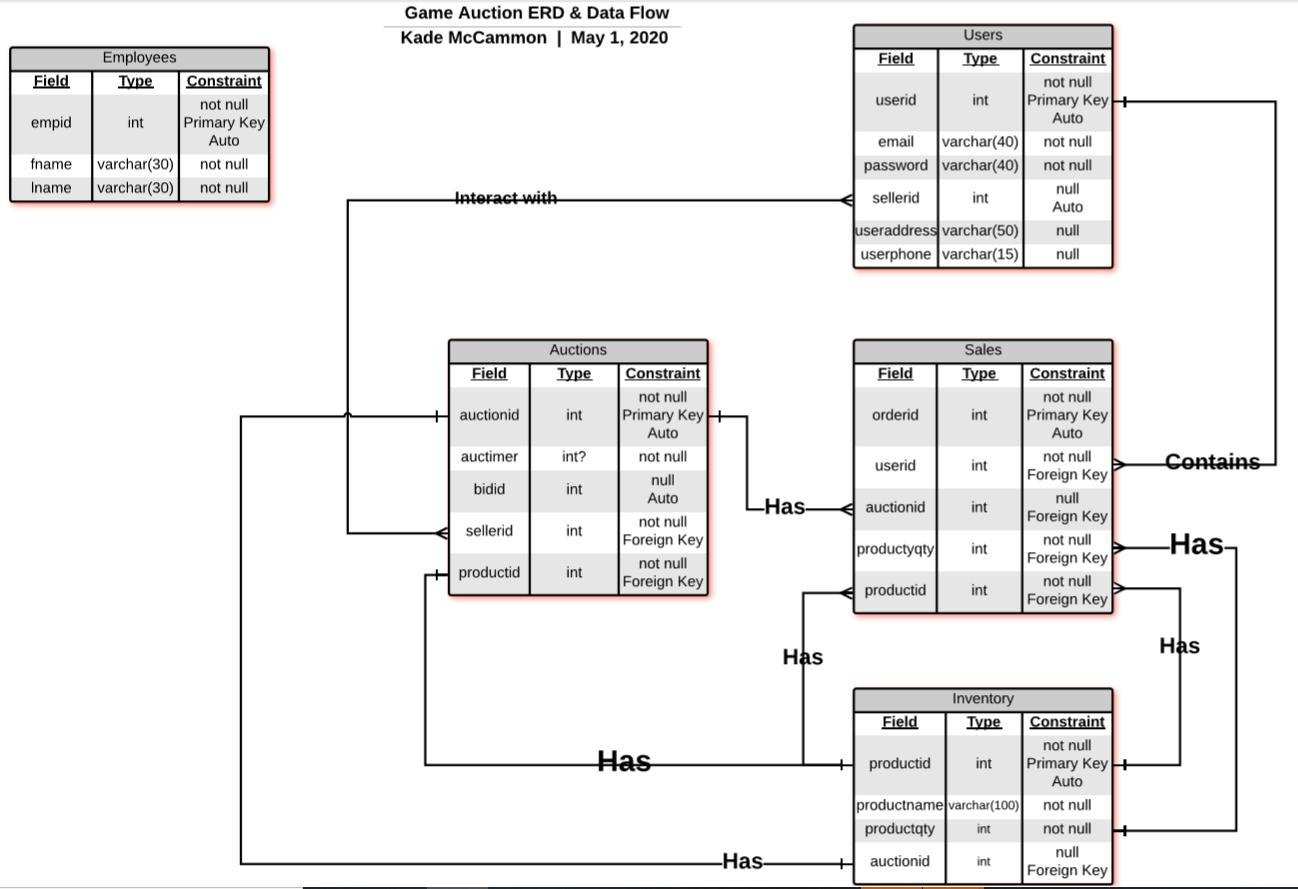 Game Auction ERD & Data Flow
Kade McCammon | May 1, 2020
Employees
Field Type Constraint
empid int not null
Primary Key
Auto
fname varchar(30) not null
lname varchar(30) not null
Users
Field Type Constraint
userid int not null
Primary Key
Auto
email varchar(40) not null
password varchar(40) not null
sellerid int null
Auto
useraddress varchar(50) null
userphone varchar(15) null
Interact with
Auctions
Field Type Constraint
auctionid int not null
Primary Key
Auto
auctimer int? not null
bidid int null
Auto
sellerid int not null
Foreign Key
productid int not null
Foreign Key
Has
Sales
Field Type Constraint
orderid int not null
Primary Key
Auto
userid int not null
Foreign Key
auctionid int null
Foreign Key
productyqty int not null
Foreign Key
productid int not null
Foreign Key
Contains
Has
Has
Has
Has
Inventory
Field Type Constraint
productid int not null
Primary Key
Auto
productname varchar(100) not null
productqty int not null
auctionid int null
Foreign Key
Has